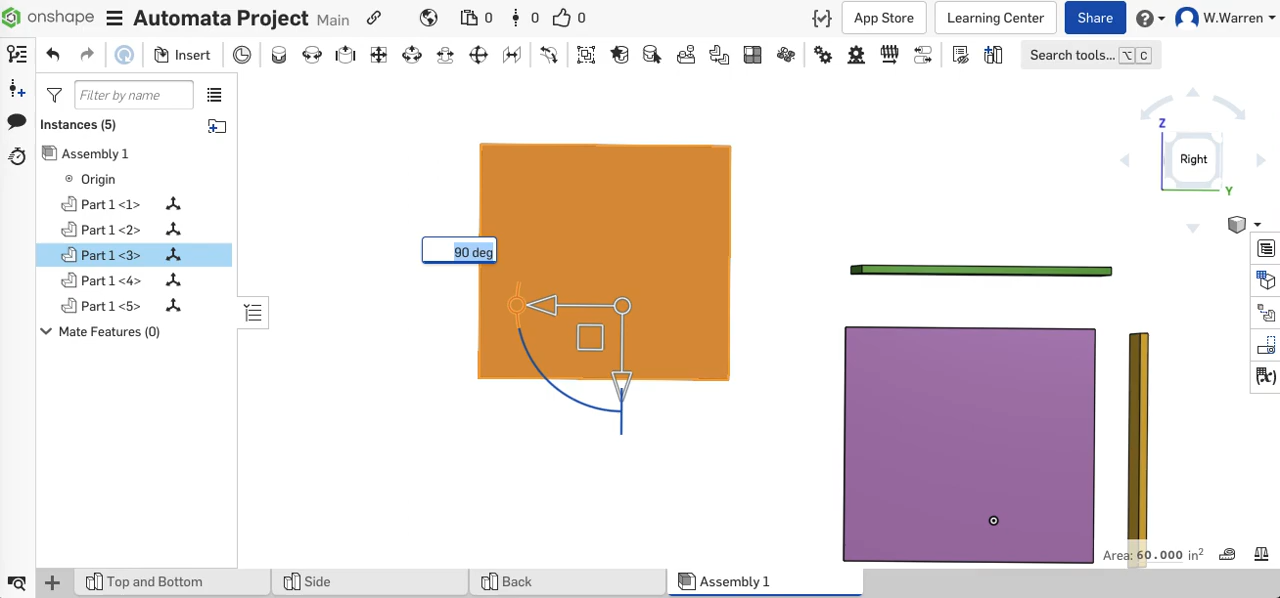 onshape Automata Project Main 0 0 0 App Store Learning Center Share W.Warren
Insert Search tools... ⌥ C
Filter by name
Instances (5)
Assembly 1
Origin
Part 1 <1>
Part 1 <2>
Part 1 <3>
Part 1 <4>
Part 1 <5>
Mate Features (0)
90 deg
Z
Right
Y
Area: 60.000 in²
Top and Bottom Side Back Assembly 1